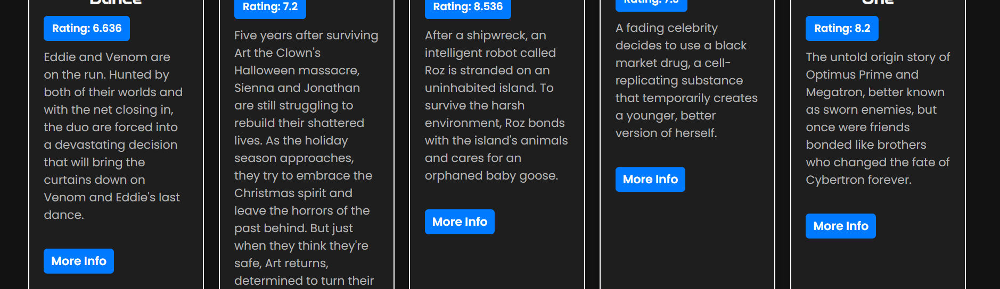 Dance
Rating: 6.636
Eddie and Venom are
on the run. Hunted by
both of their worlds and
with the net closing in,
the duo are forced into
a devastating decision
that will bring the
curtains down on
Venom and Eddie's last
dance.
More Info
Rating: 7.2
Five years after surviving
Art the Clown's
Halloween massacre,
Sienna and Jonathan
are still struggling to
rebuild their shattered
lives. As the holiday
season approaches,
they try to embrace the
Christmas spirit and
leave the horrors of the
past behind. But just
when they think they're
safe, Art returns,
determined to turn their
Rating: 8.536
After a shipwreck, an
intelligent robot called
Roz is stranded on an
uninhabited island. To
survive the harsh
environment, Roz bonds
with the island's animals
and cares for an
orphaned baby goose.
More Info
Rating:
A fading celebrity
decides to use a black
market drug, a cell-
replicating substance
that temporarily creates
a younger, better
version of herself.
More Info
One
Rating: 8.2
The untold origin story of
Optimus Prime and
Megatron, better known
as sworn enemies, but
once were friends
bonded like brothers
who changed the fate of
Cybertron forever.
More Info